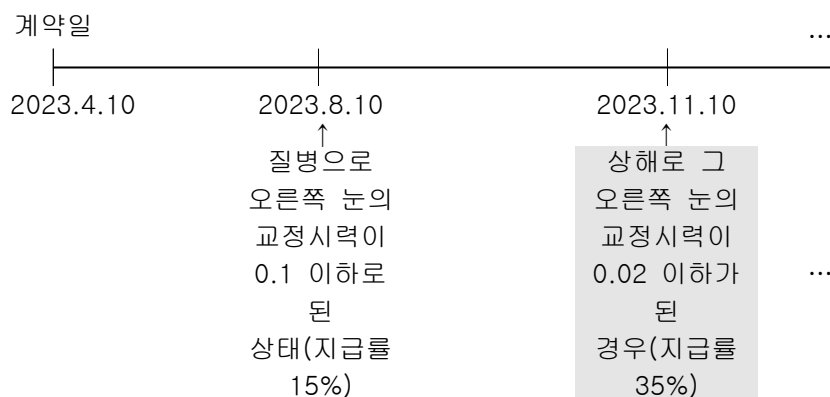 계약일
...
2023.4.10 2023.8.10 2023.11.10
↑ ↑
질병으로
오른쪽 눈의
교정시력이
0.1 이하로
된
상태(지급률
15%)
상해로 그
오른쪽 눈의
교정시력이
0.02 이하가
된
경우(지급률
35%)
...